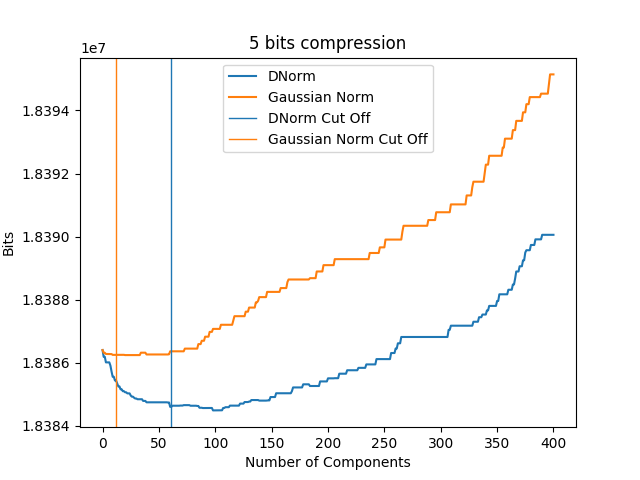 5 bits compression
1e7
DNorm
Gaussian Norm
DNorm Cut Off
Gaussian Norm Cut Off
1.8394
1.8392
1.8390
1.8388
1.8386
1.8384
Bits
0 50 100 150 200 250 300 350 400
Number of Components